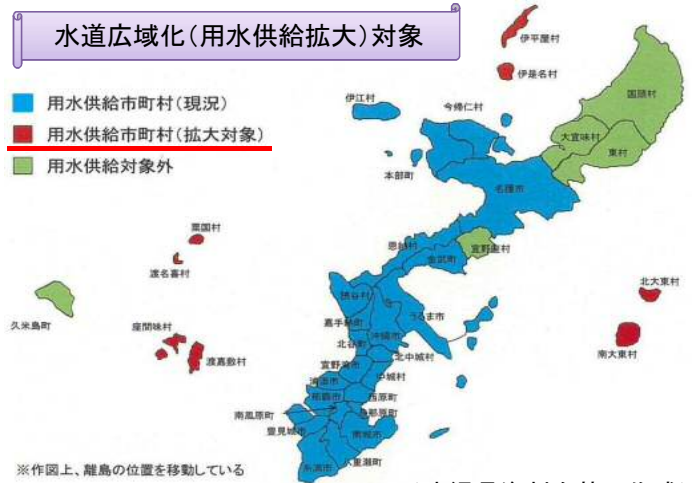 水道広域化(用水供給拡大)対象
用水供給市町村(現況)
用水供給市町村(拡大対象)
用水供給対象外
伊平屋村
伊是名村
国頭村
伊江村
今帰仁村
大宜味村
東村
本部町
名護市
粟国村
恩納村
宜野座村
金武町
渡名喜村
北大東村
読谷村
久米島町
座間味村
嘉手納町
うるま市
沖縄市
北谷町
渡嘉敷村
南大東村
北中城村
宜野湾市
中城村
浦添市
那覇市
西原町
南風原町
与那原町
豊見城市
南城市
八重瀬町
糸満市
※作図上、離島の位置を移動している